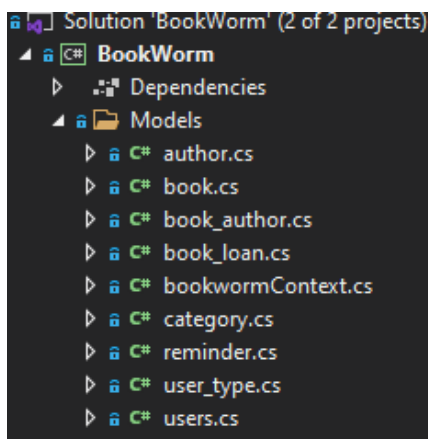 Solution 'BookWorm' (2 of 2 projects)
C# BookWorm
Dependencies
Models
C# author.cs
C# book.cs
C# book_author.cs
C# book_loan.cs
C# bookwormContext.cs
C# category.cs
C# reminder.cs
C# user_type.cs
C# users.cs